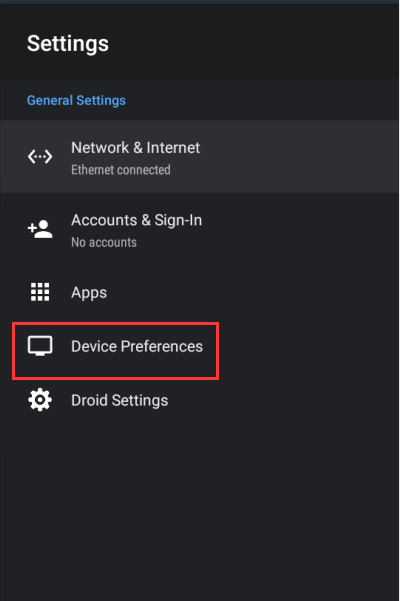 Settings
General Settings
Network & Internet
Ethernet connected
Accounts & Sign-In
No accounts
Apps
Device Preferences
Droid Settings